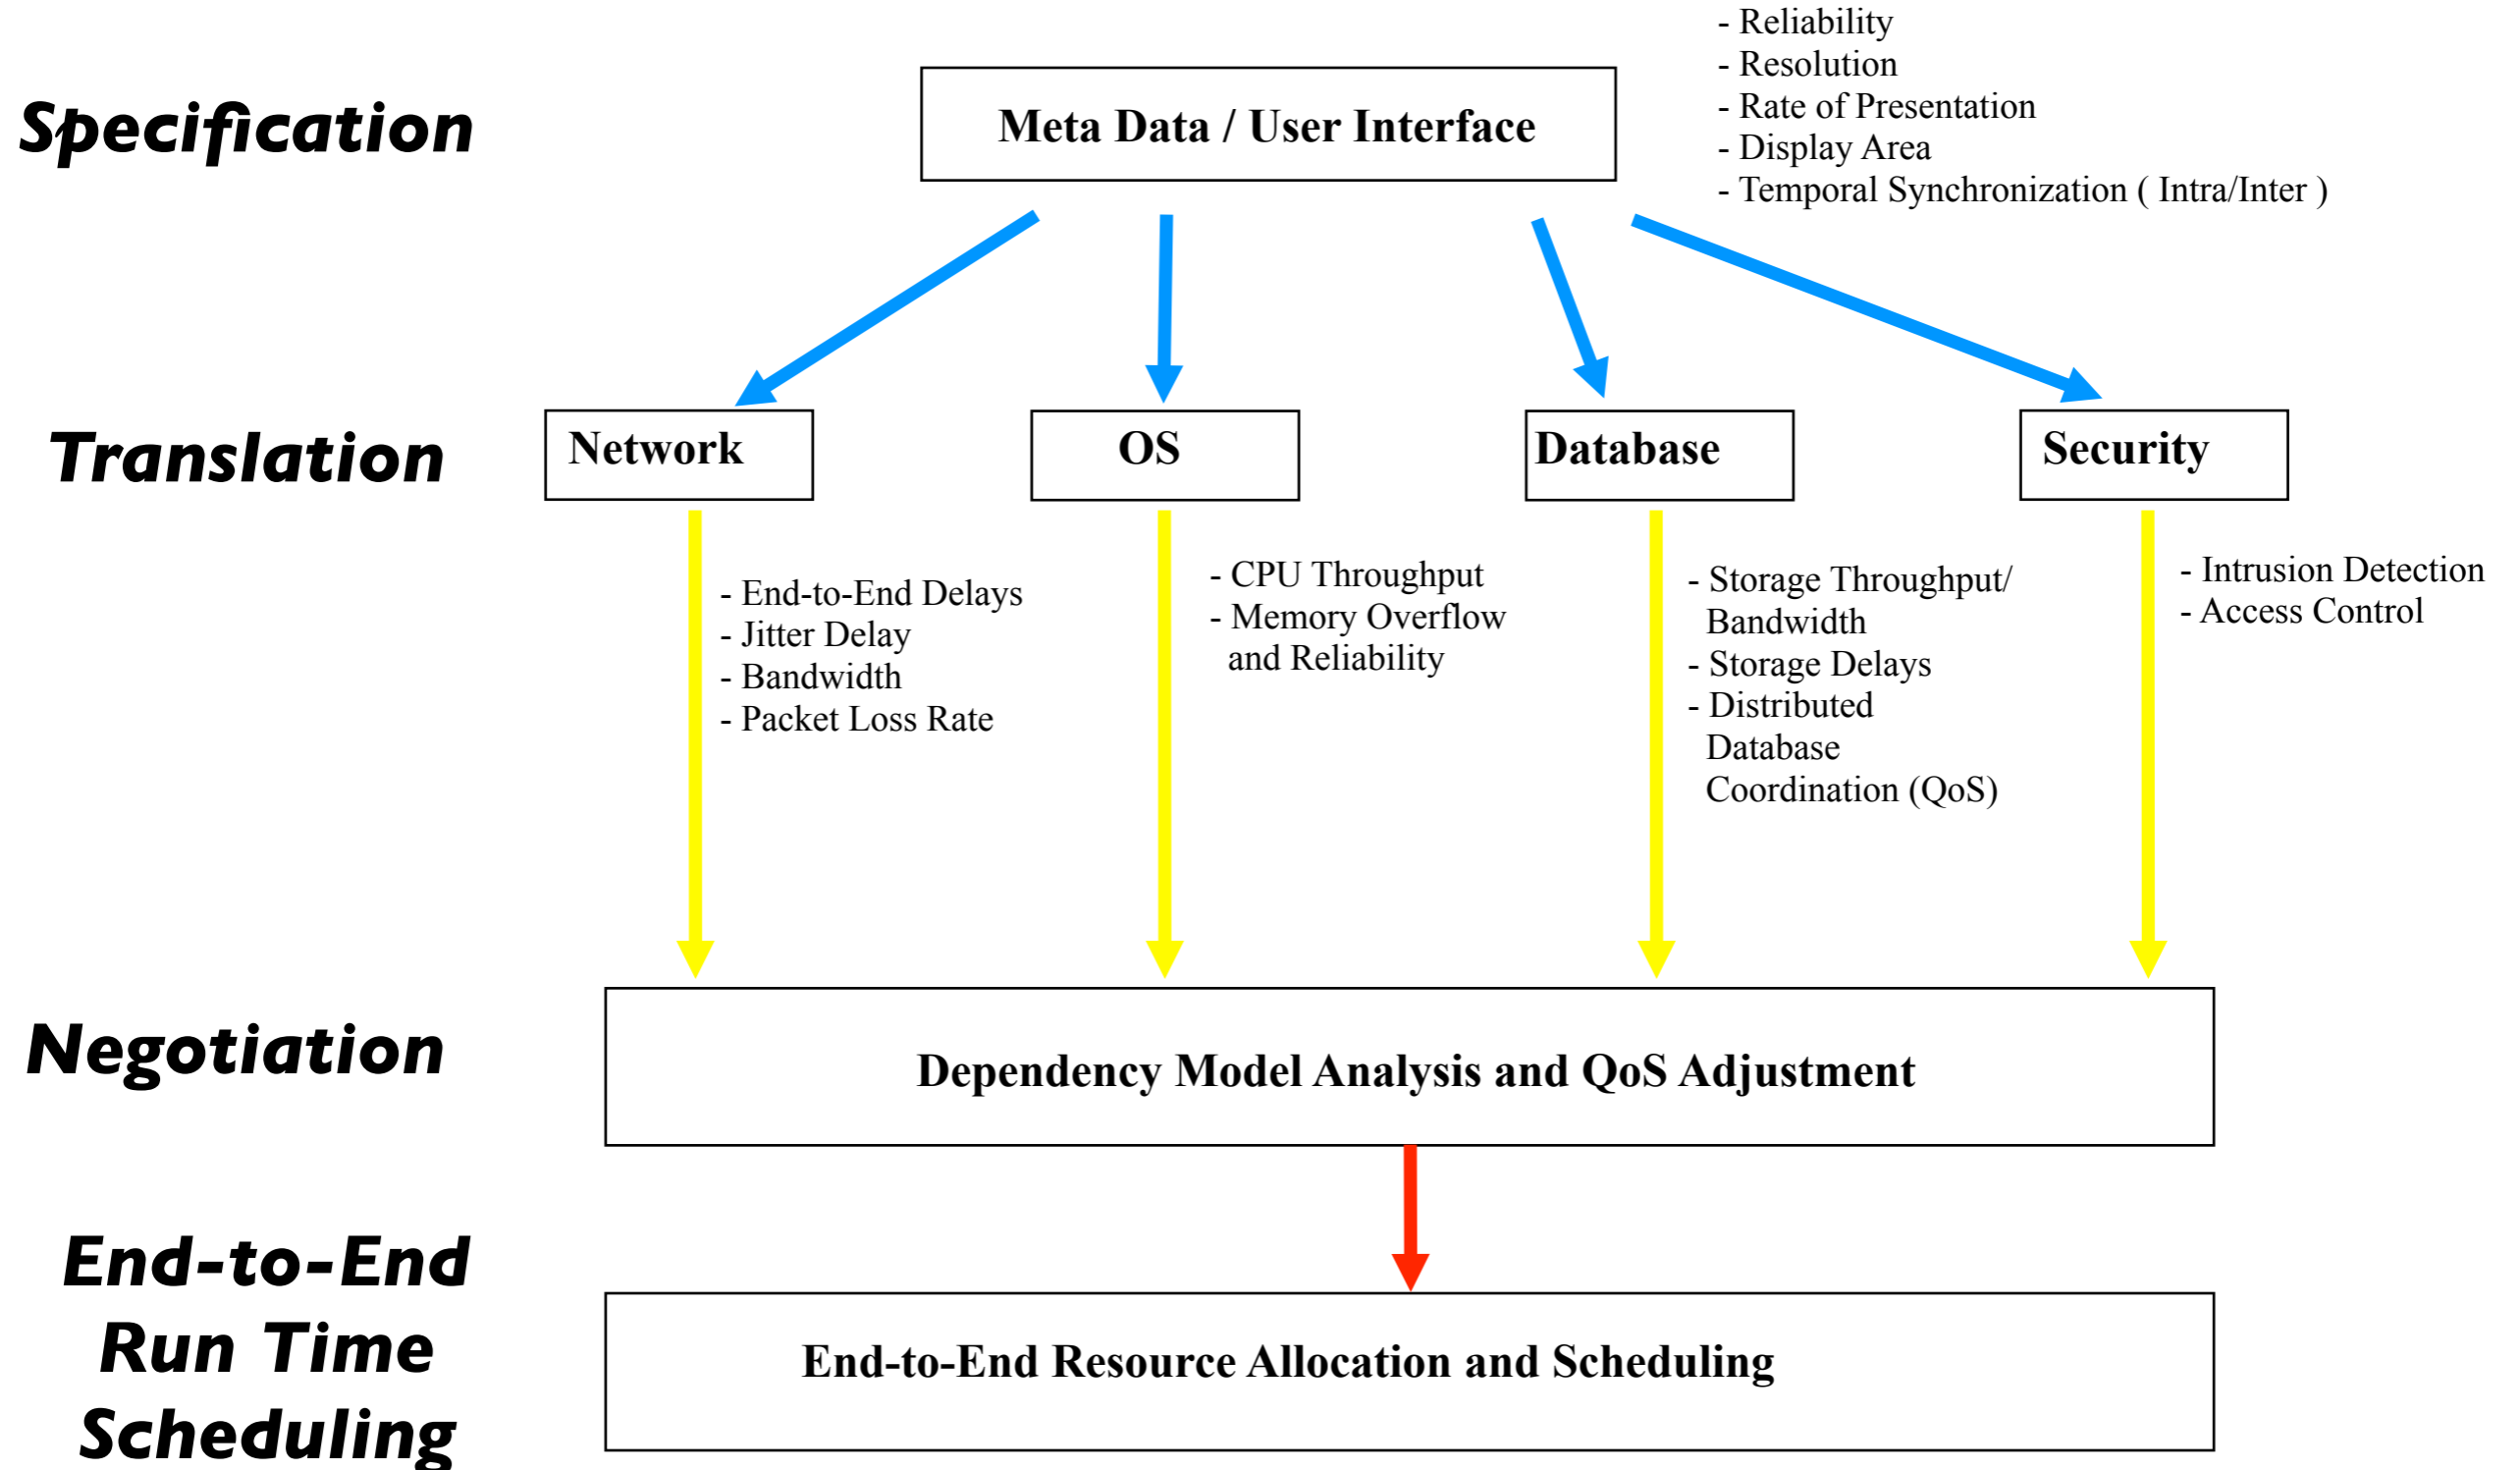 - Reliability
- Resolution
- Rate of Presentation
- Display Area
- Temporal Synchronization ( Intra/Inter )
Specification
Meta Data / User Interface
Translation
Network
OS
Database
Security
- End-to-End Delays
- Jitter Delay
- Bandwidth
- Packet Loss Rate
- CPU Throughput
- Memory Overflow
and Reliability
- Storage Throughput/
Bandwidth
- Storage Delays
- Distributed
Database
Coordination (QoS)
- Intrusion Detection
- Access Control
Negotiation
Dependency Model Analysis and QoS Adjustment
End-to-End
Run Time
Scheduling
End-to-End Resource Allocation and Scheduling